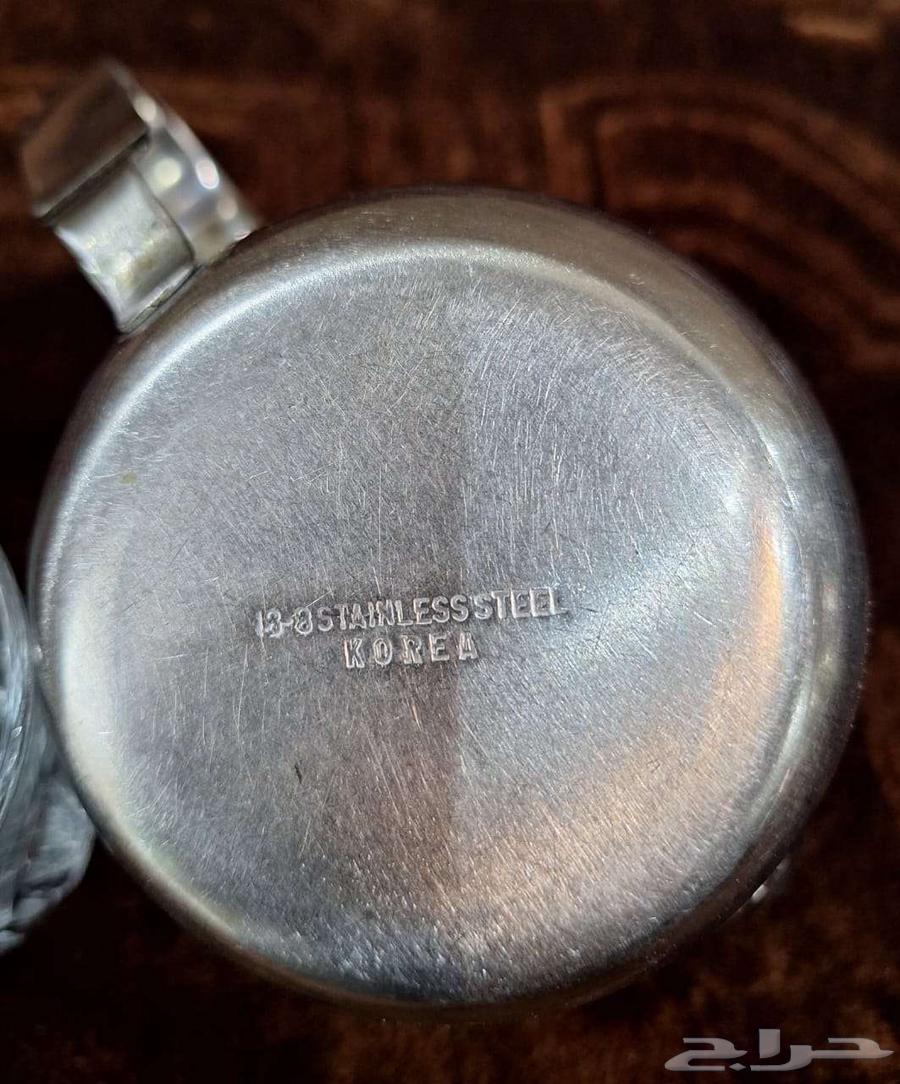 18-8 STAINLESS STEEL
KOREA
حراج